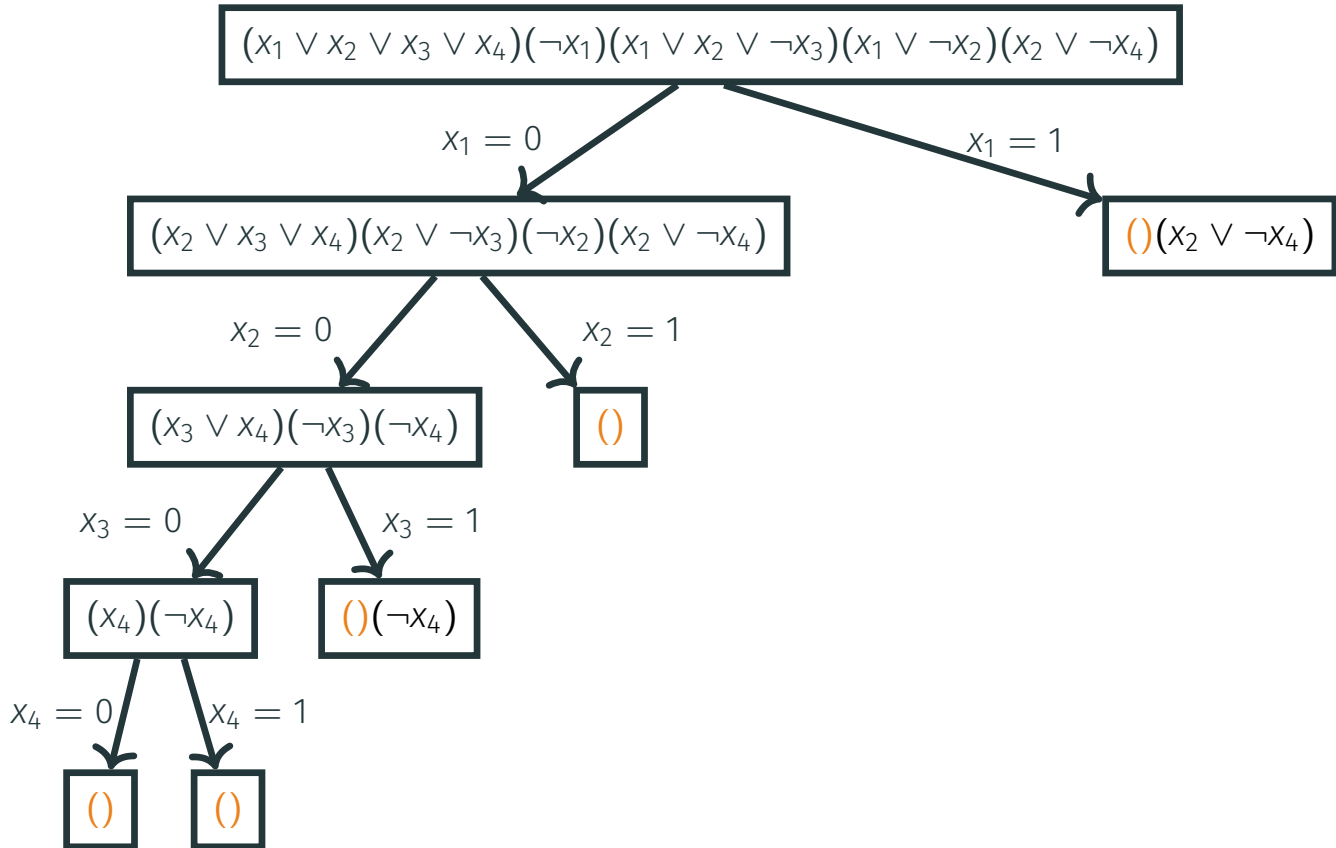 (x₁ ∨ x₂ ∨ x₃ ∨ x₄)(¬x₁)(x₁ ∨ x₂ ∨ ¬x₃)(x₁ ∨ ¬x₂)(x₂ ∨ ¬x₄)
x₁ = 0
x₁ = 1
(x₂ ∨ x₃ ∨ x₄)(x₂ ∨ ¬x₃)(¬x₂)(x₂ ∨ ¬x₄)
()(x₂ ∨ ¬x₄)
x₂ = 0
x₂ = 1
(x₃ ∨ x₄)(¬x₃)(¬x₄)
()
x₃ = 0
x₃ = 1
(x₄)(¬x₄)
()(¬x₄)
x₄ = 0
x₄ = 1
()
()